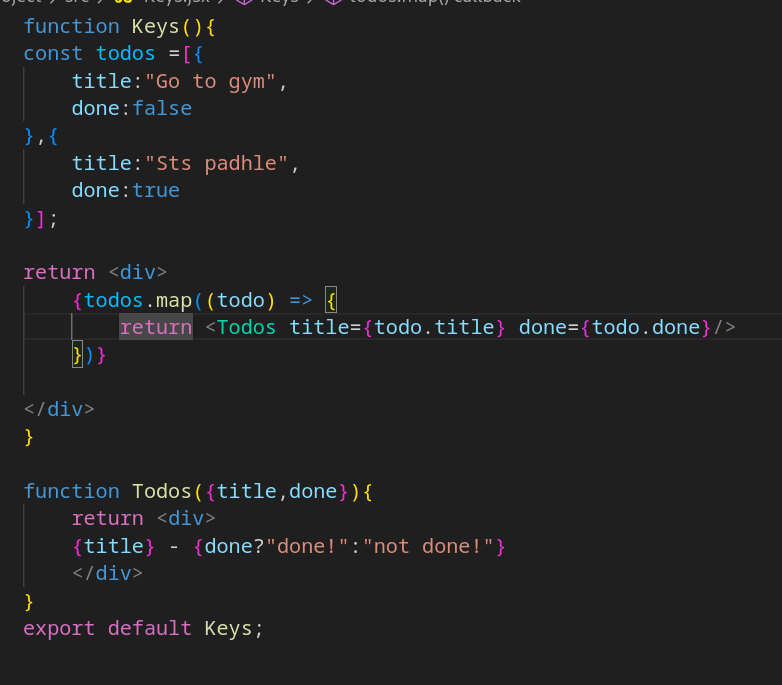 function Keys(){
const todos =[{
    title:"Go to gym",
    done:false
},{
    title:"Sts padhle",
    done:true
}];

return <div>
    {todos.map((todo) => {
        return <Todos title={todo.title} done={todo.done}/>
    })}

</div>
}

function Todos({title,done}){
    return <div>
    {title} - {done?"done!":"not done!"}
    </div>
}
export default Keys;